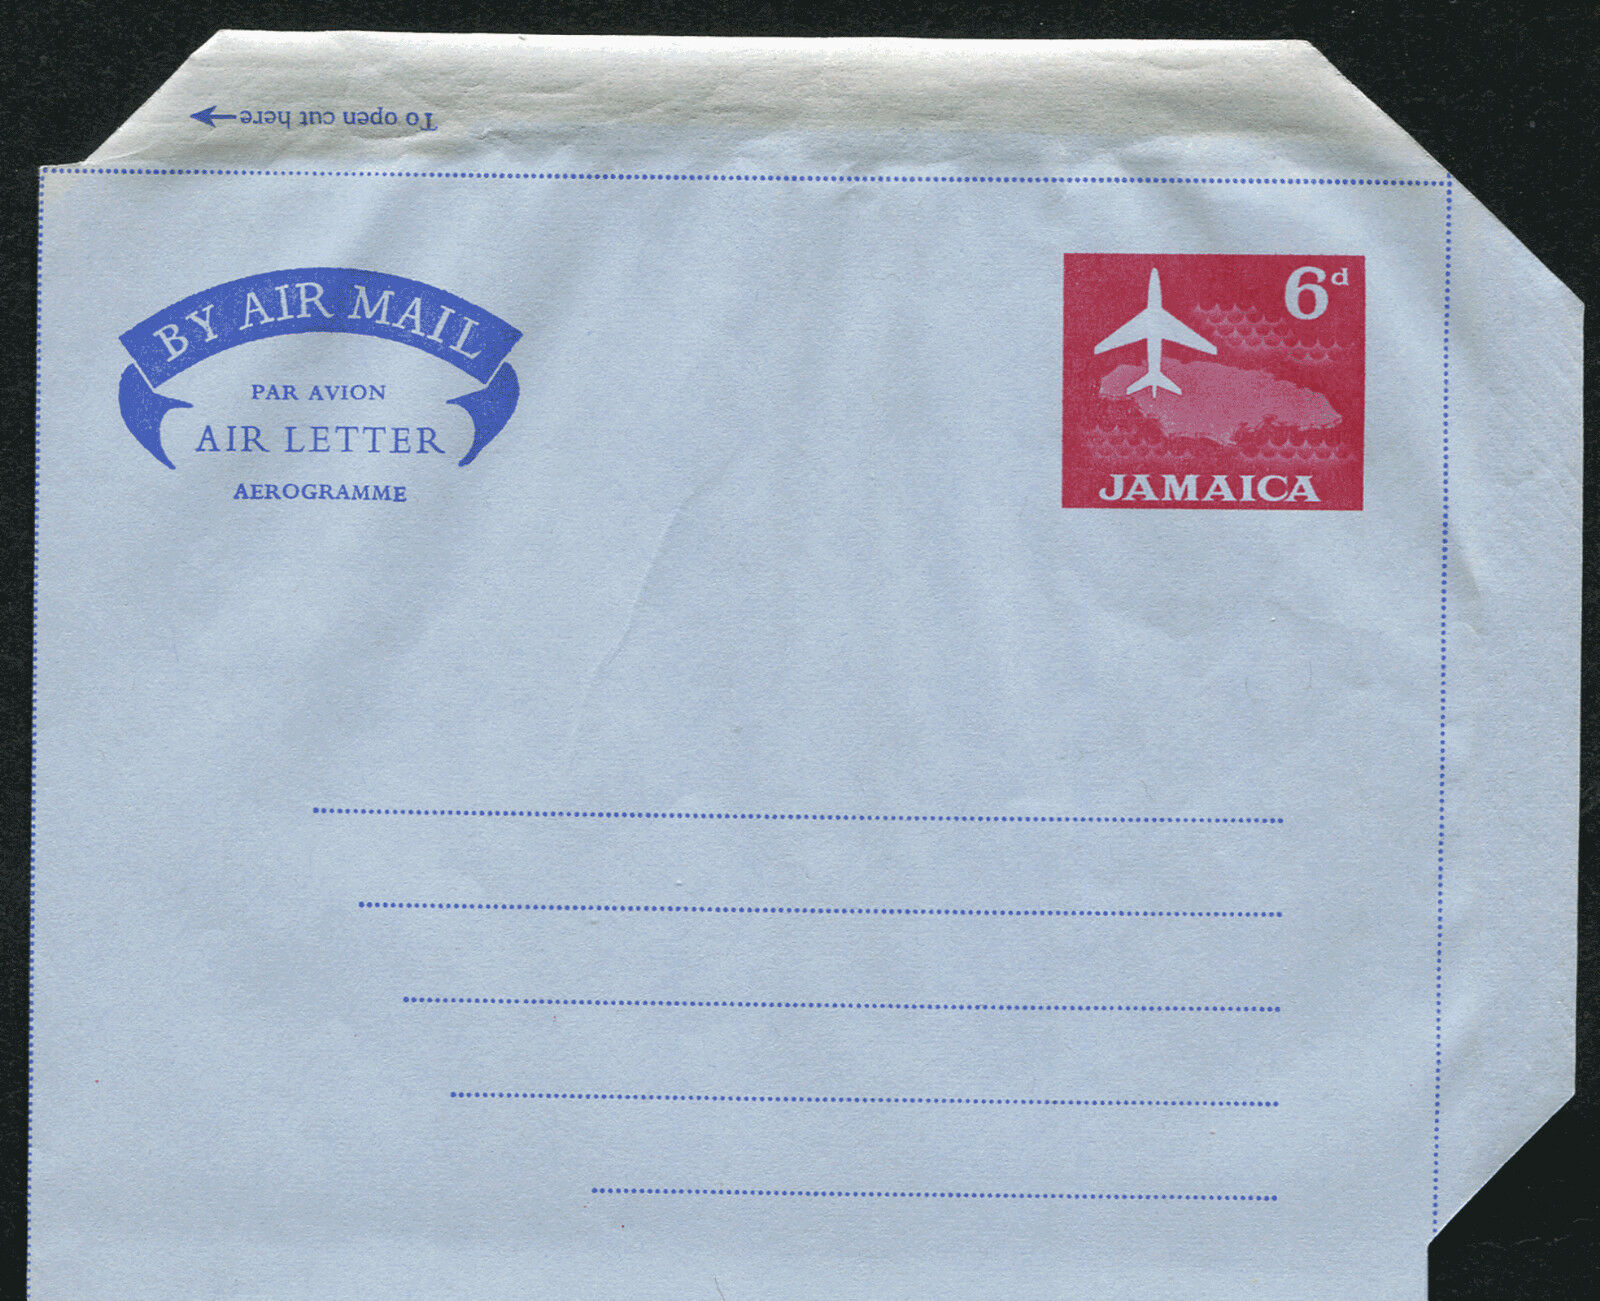 To open cut here
BY AIR MAIL
PAR AVION
AIR LETTER
AEROGRAMME
6d
JAMAICA